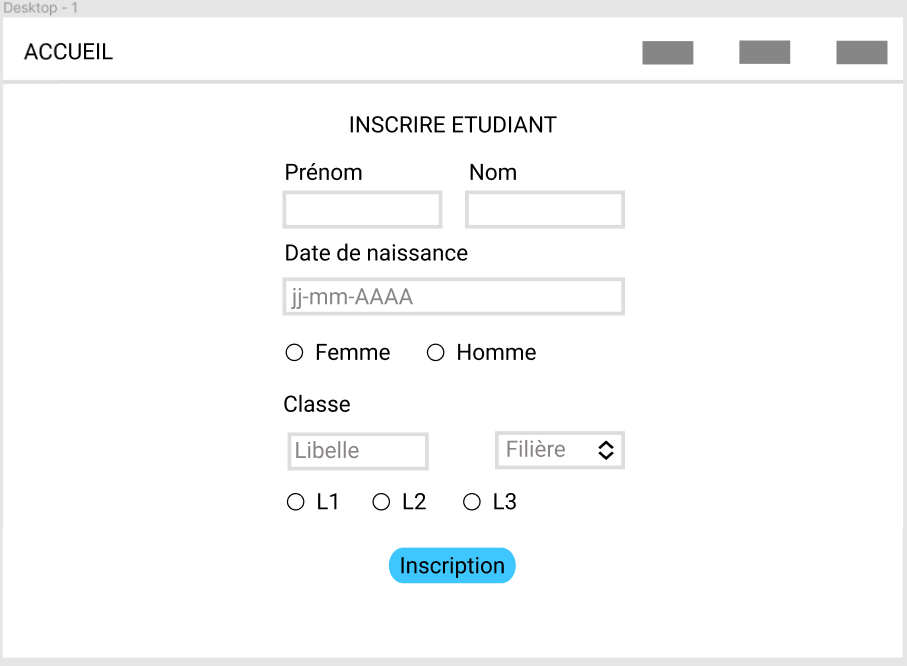 Desktop - 1
ACCUEIL
INSCRIRE ETUDIANT
Prénom Nom
Date de naissance
jj-mm-AAAA
Femme Homme
Classe
Libelle Filière
L1 L2 L3
Inscription